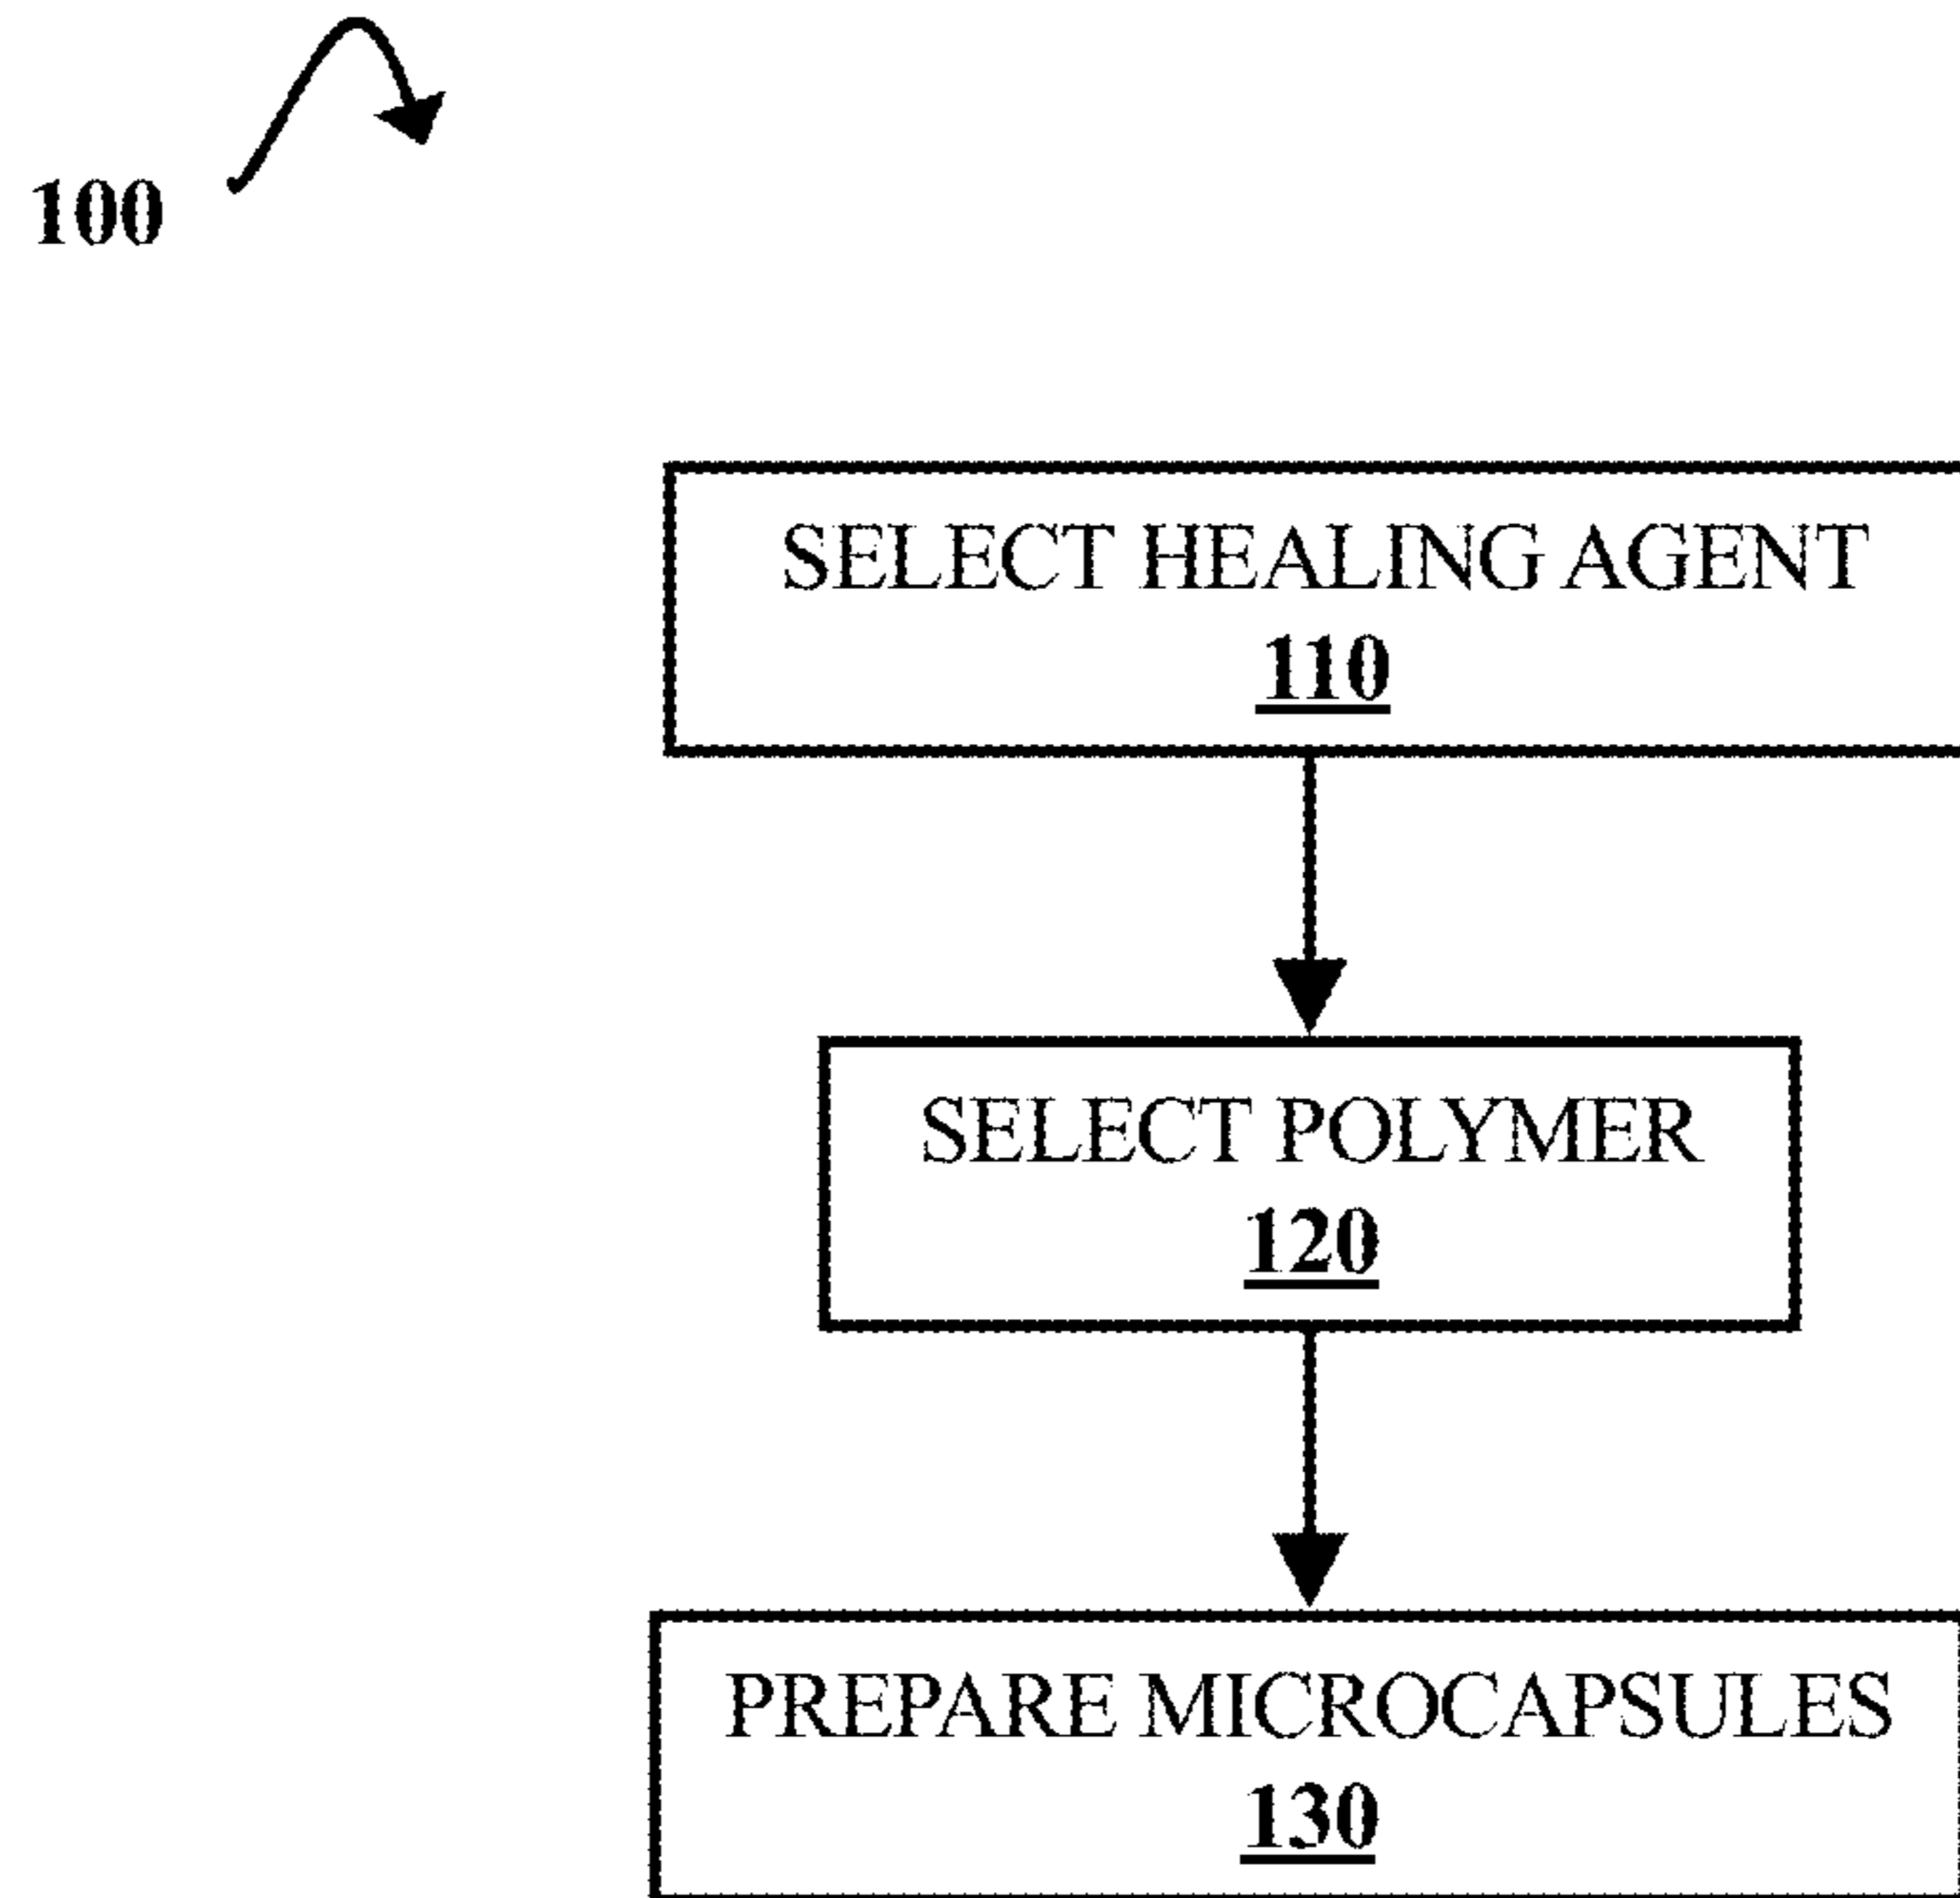 100
SELECT HEALING AGENT
110
SELECT POLYMER
120
PREPARE MICROCAPSULES
130